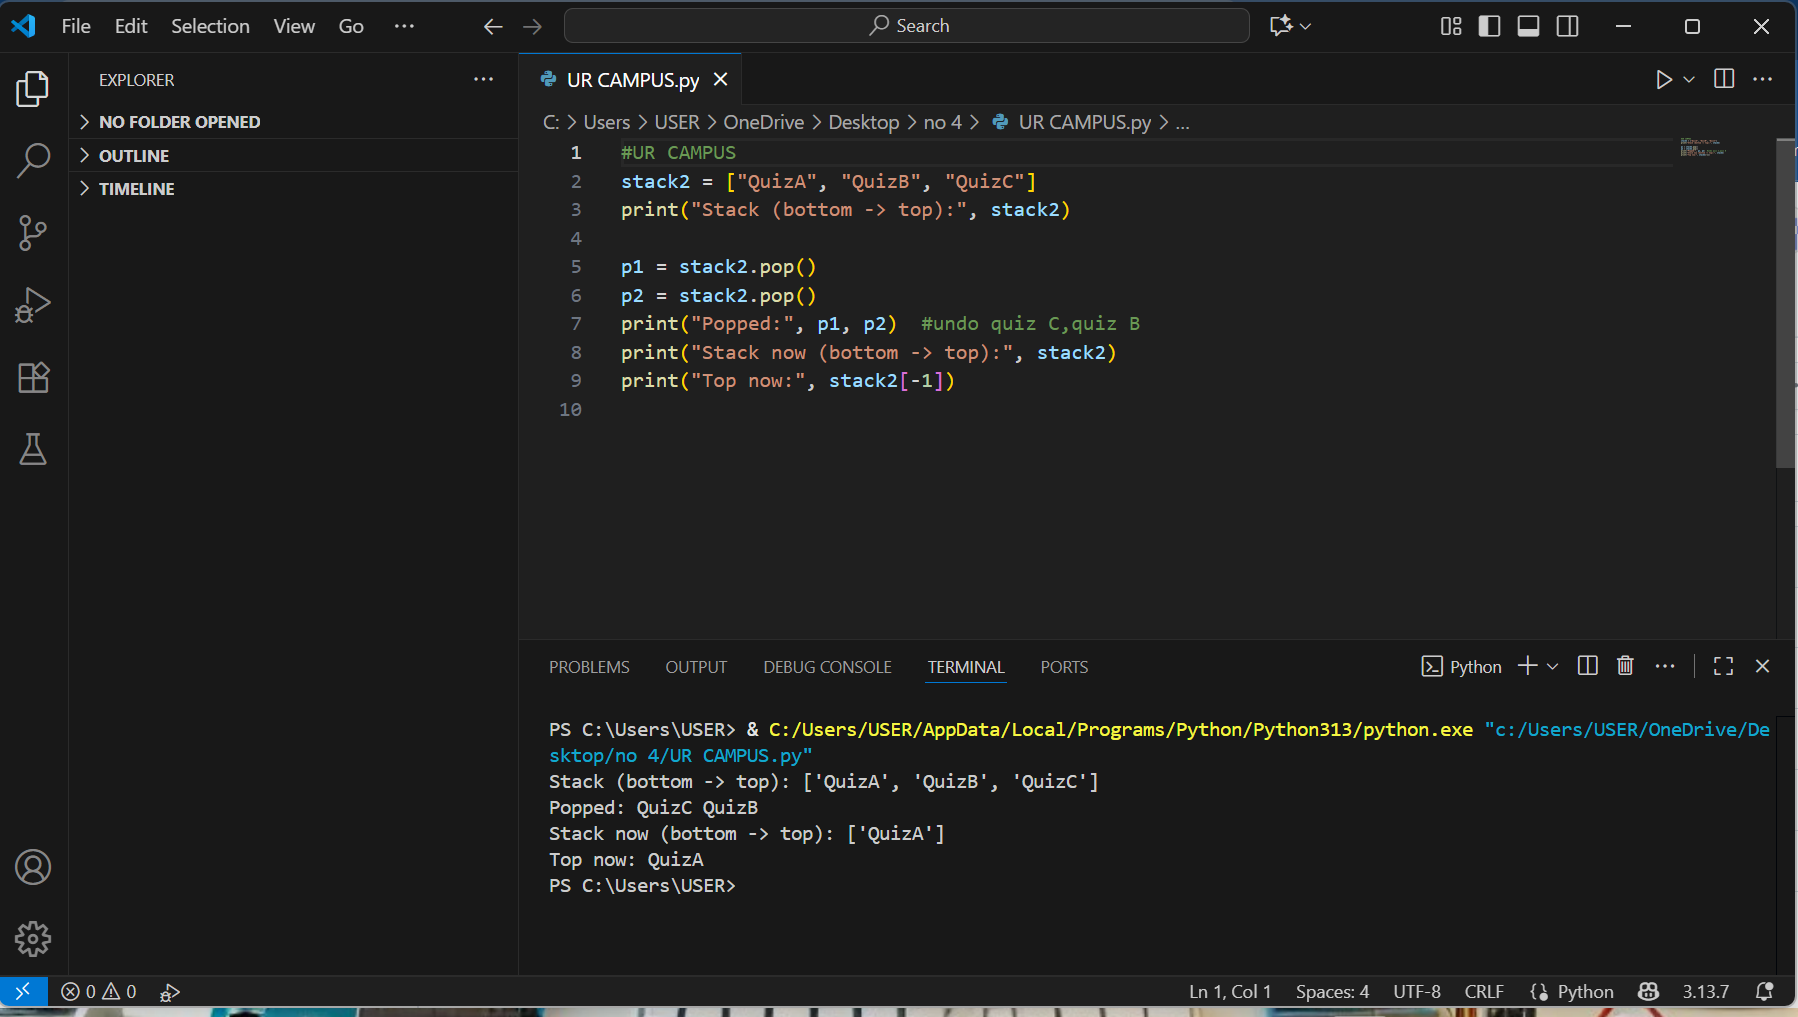 File Edit Selection View Go ··· Search
EXPLORER ···
NO FOLDER OPENED
OUTLINE
TIMELINE
UR CAMPUS.py
C: > Users > USER > OneDrive > Desktop > no 4 > UR CAMPUS.py > ...
1 #UR CAMPUS
2 stack2 = ["QuizA", "QuizB", "QuizC"]
3 print("Stack (bottom -> top):", stack2)
4
5 p1 = stack2.pop()
6 p2 = stack2.pop()
7 print("Popped:", p1, p2)  #undo quiz C,quiz B
8 print("Stack now (bottom -> top):", stack2)
9 print("Top now:", stack2[-1])
10
PROBLEMS OUTPUT DEBUG CONSOLE TERMINAL PORTS Python
PS C:\Users\USER> & C:/Users/USER/AppData/Local/Programs/Python/Python313/python.exe "c:/Users/USER/OneDrive/De
sktop/no 4/UR CAMPUS.py"
Stack (bottom -> top): ['QuizA', 'QuizB', 'QuizC']
Popped: QuizC QuizB
Stack now (bottom -> top): ['QuizA']
Top now: QuizA
PS C:\Users\USER>
0 0 Ln 1, Col 1 Spaces: 4 UTF-8 CRLF {} Python 3.13.7